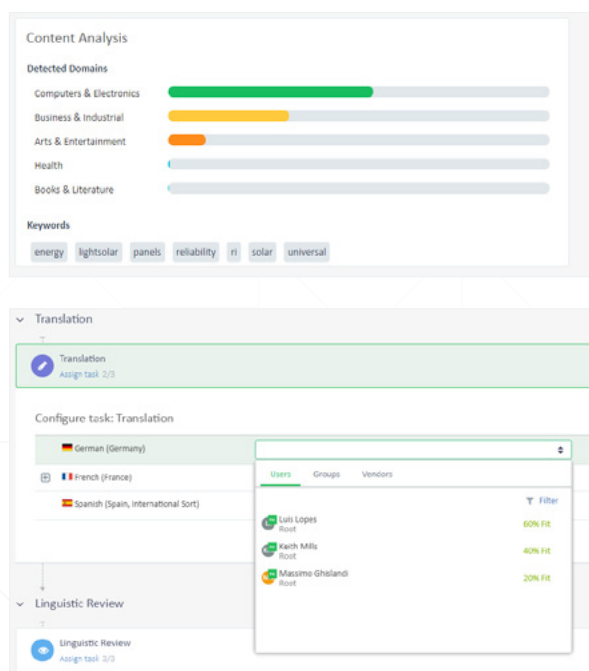 Content Analysis
Detected Domains
Computers & Electronics
Business & Industrial
Arts & Entertainment
Health
Books & Literature
Keywords
energy lightsolar panels reliability ri solar universal
Translation
Translation
Assign task 2/3
Configure task: Translation
German (Germany)
French (France)
Spanish (Spain, International Sort)
Users Groups Vendors
Filter
Luis Lopes
Root
60% Fit
Keith Mills
Root
40% Fit
Massimo Ghislandi
Root
20% Fit
Linguistic Review
Linguistic Review
Assign task 3/3